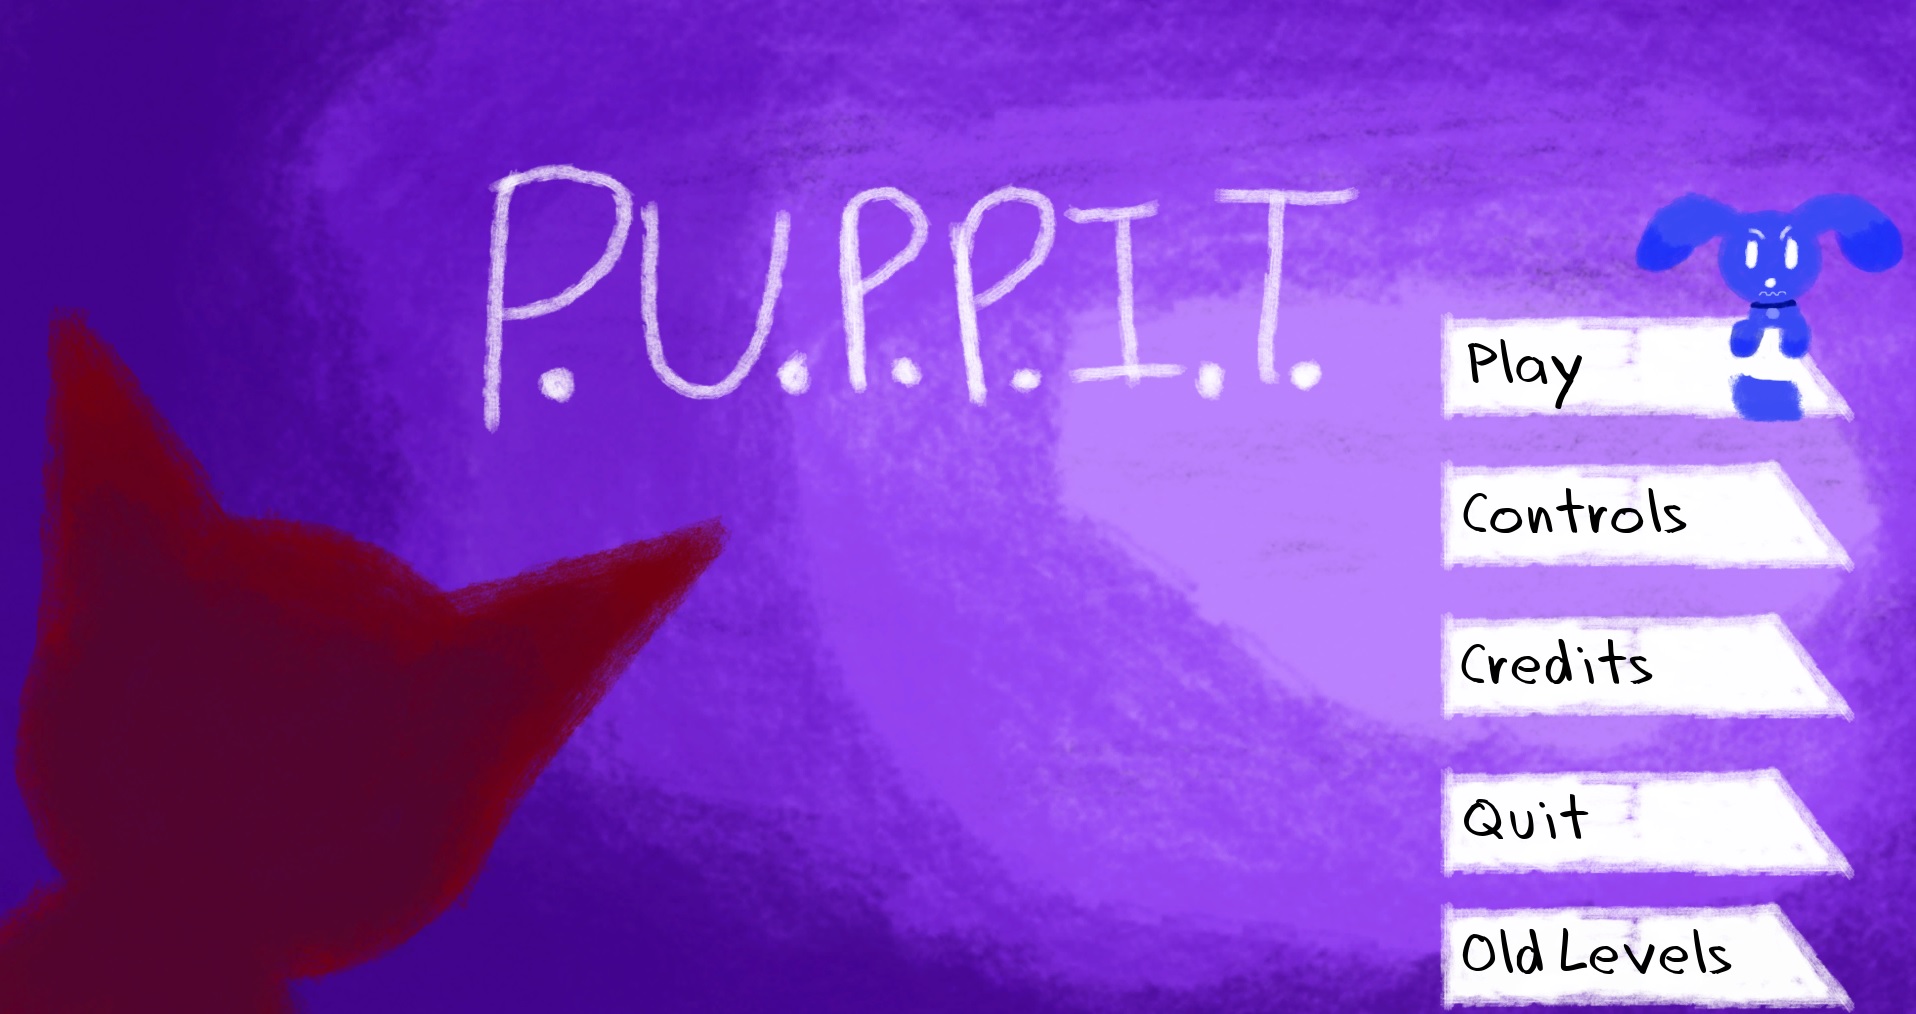 P.U.P.P.I.T.
Play
Controls
Credits
Quit
Old Levels